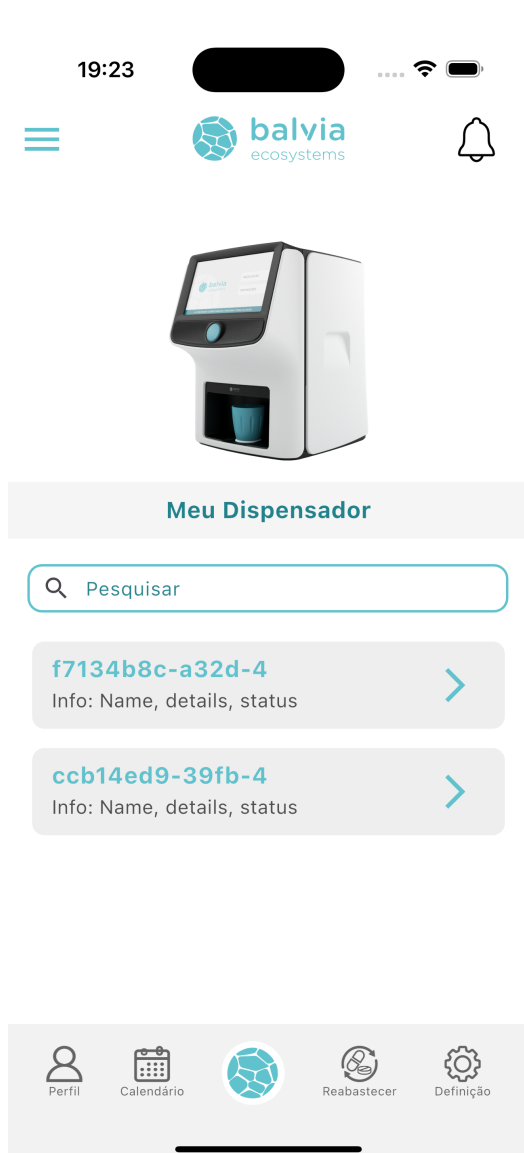 19:23
balvia
ecosystems
balvia
Meu Dispensador
Pesquisar
f7134b8c-a32d-4
Info: Name, details, status
ccb14ed9-39fb-4
Info: Name, details, status
Perfil
Calendário
Reabastecer
Definição